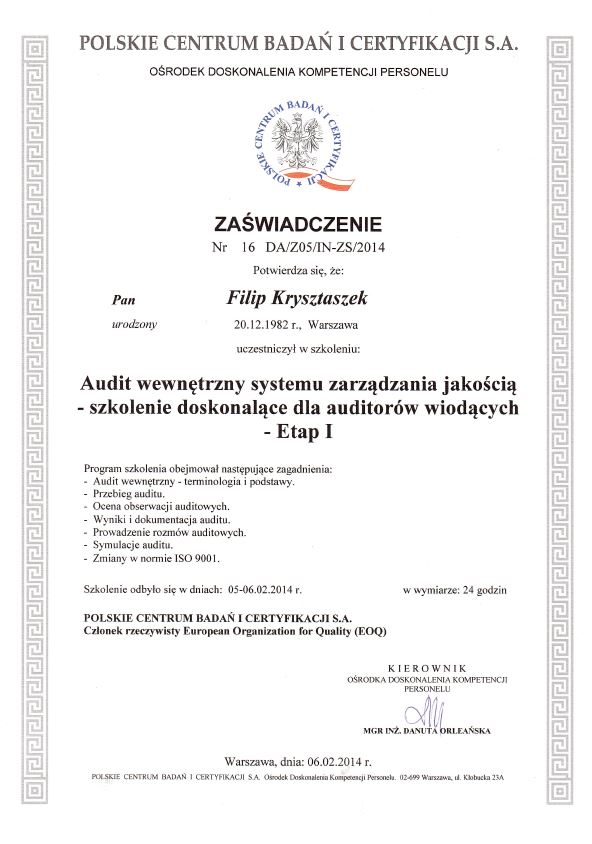 POLSKIE CENTRUM BADAŃ I CERTYFIKACJI S.A.
OŚRODEK DOSKONALENIA KOMPETENCJI PERSONELU
POLSKIE CENTRUM BADAŃ I CERTYFIKACJI
ZAŚWIADCZENIE
Nr 16 DA/Z05/IN-ZS/2014
Potwierdza się, że:
Pan Filip Krysztaszek
urodzony 20.12.1982 r., Warszawa
uczestniczył w szkoleniu:
Audit wewnętrzny systemu zarządzania jakością
- szkolenie doskonalące dla auditorów wiodących
- Etap I
Program szkolenia obejmował następujące zagadnienia:
- Audit wewnętrzny - terminologia i podstawy.
- Przebieg auditu.
- Ocena obserwacji auditowych.
- Wyniki i dokumentacja auditu.
- Prowadzenie rozmów auditowych.
- Symulacje auditu.
- Zmiany w normie ISO 9001.
Szkolenie odbyło się w dniach: 05-06.02.2014 r. w wymiarze: 24 godzin
POLSKIE CENTRUM BADAŃ I CERTYFIKACJI S.A.
Członek rzeczywisty European Organization for Quality (EOQ)
KIEROWNIK
OŚRODKA DOSKONALENIA KOMPETENCJI
PERSONELU
MGR INŻ. DANUTA ORLEAŃSKA
Warszawa, dnia: 06.02.2014 r.
POLSKIE CENTRUM BADAŃ I CERTYFIKACJI S.A. Ośrodek Doskonalenia Kompetencji Personelu. 02-699 Warszawa, ul. Kłobucka 23A